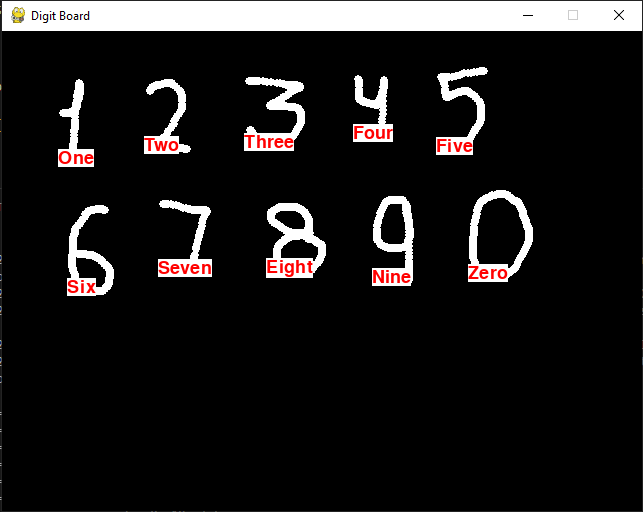 Digit Board
1 2 3 4 5
One Two Three Four Five
6 7 8 9 0
Six Seven Eight Nine Zero